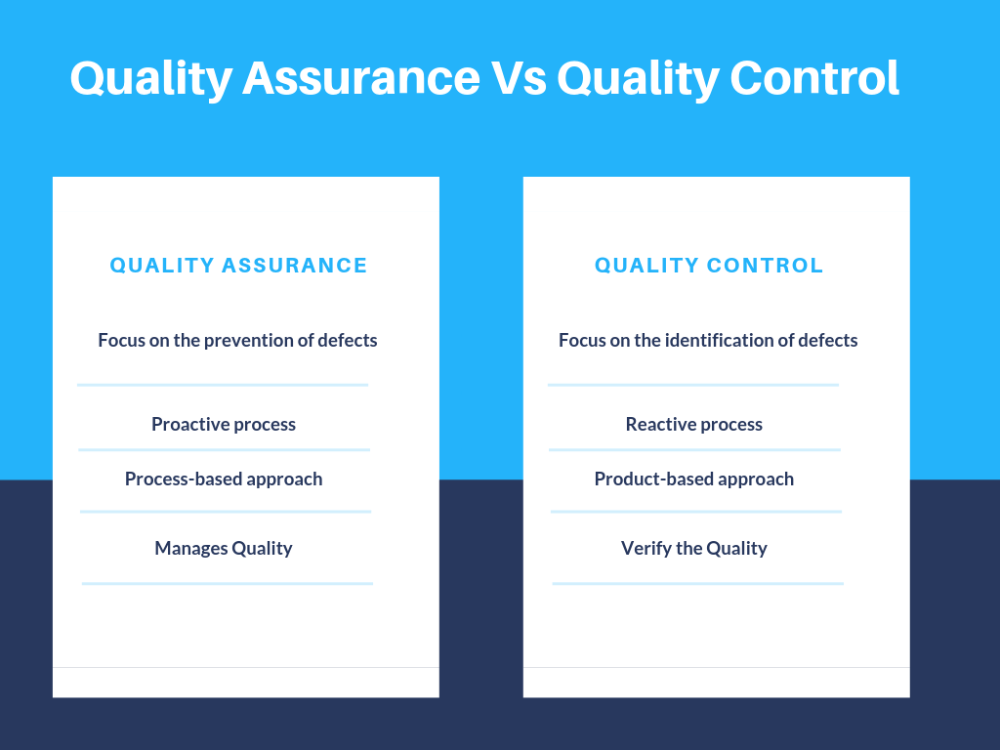 Quality Assurance Vs Quality Control
QUALITY ASSURANCE
Focus on the prevention of defects
Proactive process
Process-based approach
Manages Quality
QUALITY CONTROL
Focus on the identification of defects
Reactive process
Product-based approach
Verify the Quality